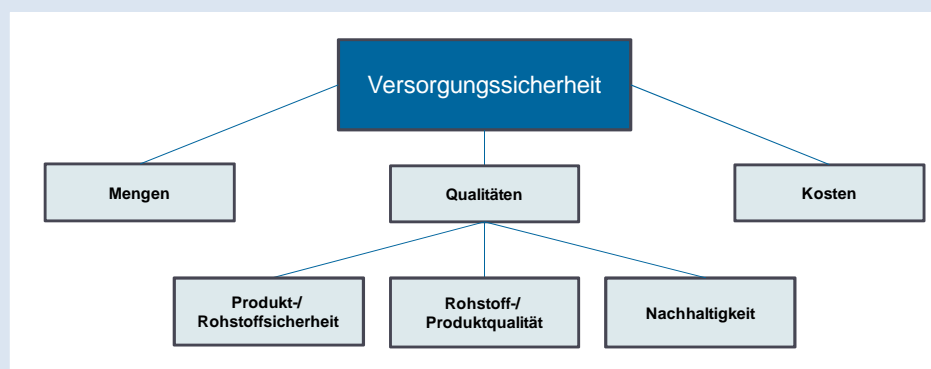 Versorgungssicherheit
Mengen
Qualitäten
Kosten
Produkt-/
Rohstoffsicherheit
Rohstoff-/
Produktqualität
Nachhaltigkeit